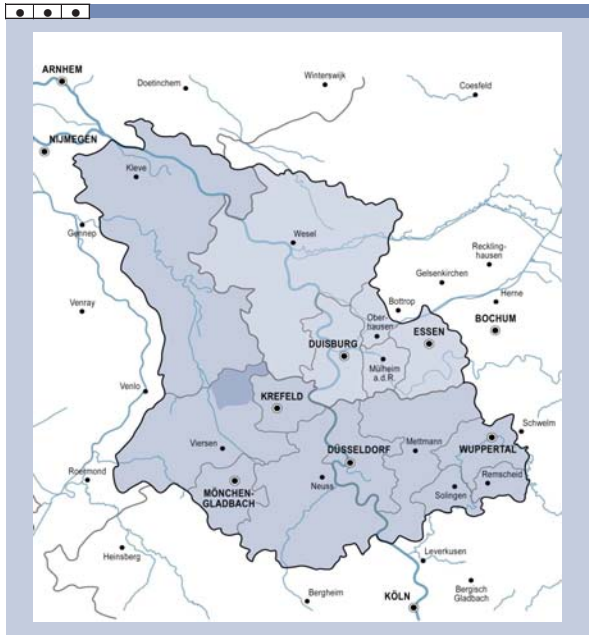 ARNHEM
Doetinchem
Winterswijk
Coesfeld
NIJMEGEN
Kleve
Gennep
Wesel
Reckling-
hausen
Gelsenkirchen
Herne
Venray
Bottrop
Ober-
hausen
ESSEN
BOCHUM
DUISBURG
Mülheim
a.d.R.
Venlo
KREFELD
Schwelm
Viersen
Mettmann
DÜSSELDORF
WUPPERTAL
Roermond
MÖNCHEN-
GLADBACH
Neuss
Remscheid
Solingen
Heinsberg
Leverkusen
Bergheim
KÖLN
Bergisch
Gladbach